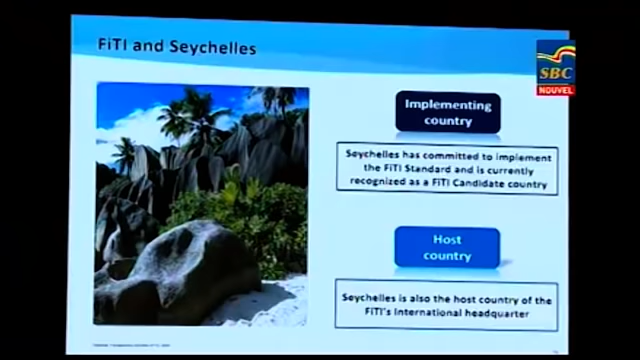 FiTI and Seychelles
SBC
NOUVEL
Implementing
country
Seychelles has committed to implement
the FiTI Standard and is currently
recognized as a FiTI Candidate country
Host
country
Seychelles is also the host country of the
FiTI's International headquarter